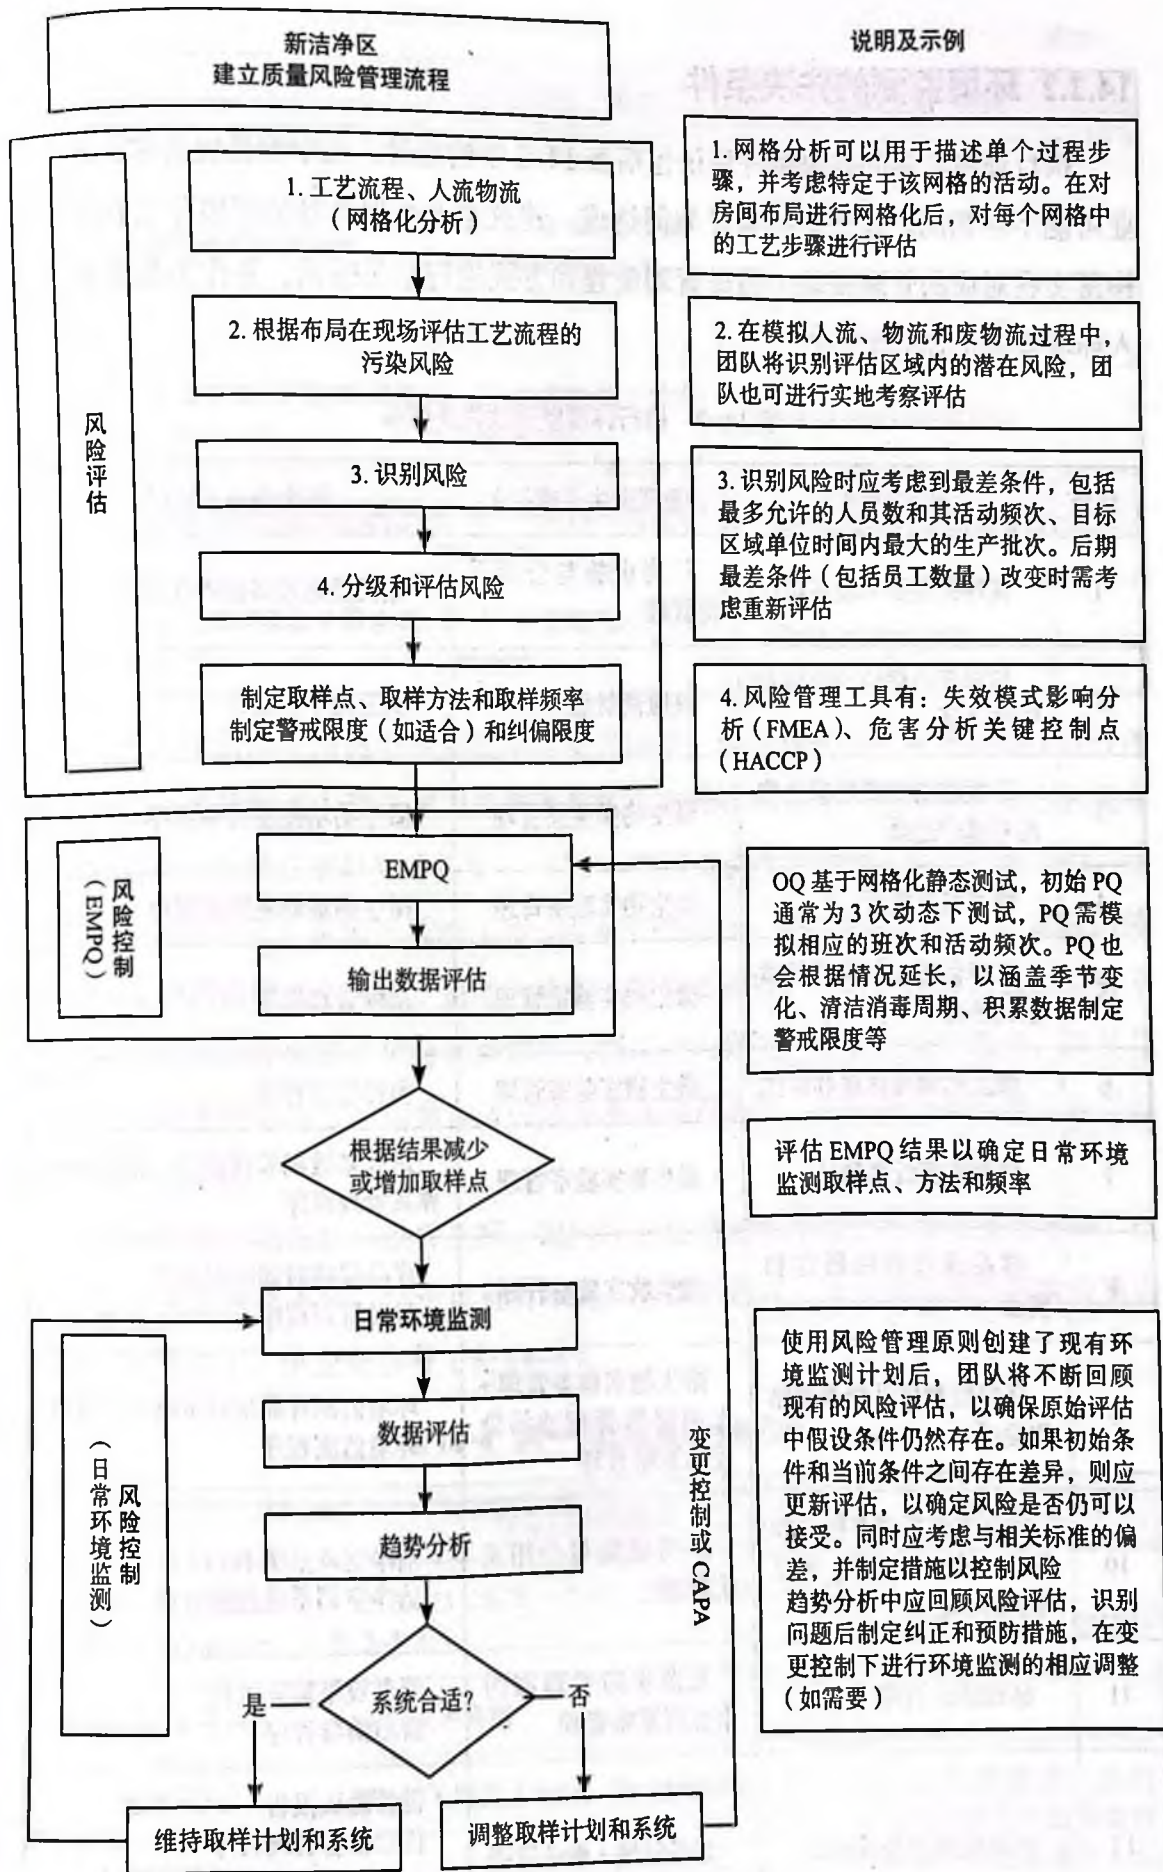 新洁净区
建立质量风险管理流程
说明及示例
风险评估
1. 工艺流程、人流物流
（网格化分析）
2. 根据布局在现场评估工艺流程的
污染风险
3. 识别风险
4. 分级和评估风险
制定取样点、取样方法和取样频率
制定警戒限度（如适合）和纠偏限度
1. 网格分析可以用于描述单个过程步
骤，并考虑特定于该网格的活动。在对
房间布局进行网格化后，对每个网格中
的工艺步骤进行评估
2. 在模拟人流、物流和废物流过程中，
团队将识别评估区域内的潜在风险，团
队也可进行实地考察评估
3. 识别风险时应考虑到最差条件，包括
最多允许的人员数和其活动频次、目标
区域单位时间内最大的生产批次。后期
最差条件（包括员工数量）改变时需考
虑重新评估
4. 风险管理工具有：失效模式影响分
析（FMEA）、危害分析关键控制点
（HACCP）
风险控制
（EMPQ）
EMPQ
输出数据评估
OQ 基于网格化静态测试，初始 PQ
通常为 3 次动态下测试，PQ 需模
拟相应的班次和活动频次。PQ 也
会根据情况延长，以涵盖季节变
化、清洁消毒周期、积累数据制定
警戒限度等
根据结果减少
或增加取样点
评估 EMPQ 结果以确定日常环境
监测取样点、方法和频率
风险控制
（日常环境监测）
日常环境监测
数据评估
趋势分析
系统合适？
是
否
维持取样计划和系统
调整取样计划和系统
变更控制或 CAPA
使用风险管理原则创建了现有环
境监测计划后，团队将不断回顾
现有的风险评估，以确保原始评估
中假设条件仍然存在。如果初始条
件和当前条件之间存在差异，则应
更新评估，以确定风险是否仍可以
接受。同时应考虑与相关标准的偏
差，并制定措施以控制风险
趋势分析中应回顾风险评估，识别
问题后制定纠正和预防措施，在变
更控制下进行环境监测的相应调整
（如需要）